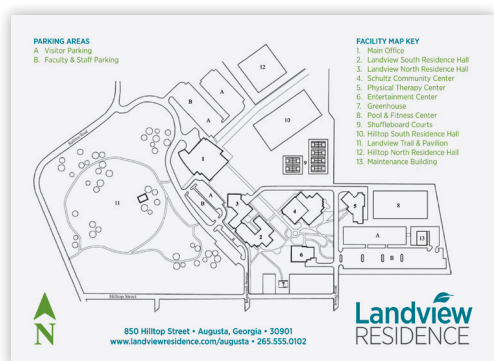 PARKING AREAS
A Visitor Parking
B. Faculty & Staff Parking
FACILITY MAP KEY
1. Main Office
2. Landview South Residence Hall
3. Landview North Residence Hall
4. Schultz Community Center
5. Physical Therapy Center
6. Entertainment Center
7. Greenhouse
8. Pool & Fitness Center
9. Shuffleboard Courts
10. Hilltop South Residence Hall
11. Landview Trail & Pavilion
12. Hilltop North Residence Hall
13. Maintenance Building
12
B
A
A
10
1
9
11
A
B
3
4
5
8
2
A
13
6
B
7
Hilltop Street
N
850 Hilltop Street • Augusta, Georgia • 30901
www.landviewresidence.com/augusta • 265.555.0102
Landview
RESIDENCE